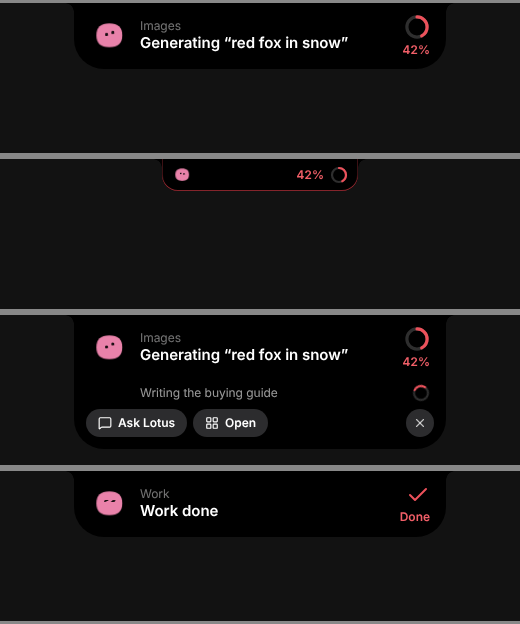 Images
Generating “red fox in snow”
42%
42%
Images
Generating “red fox in snow”
42%
Writing the buying guide
Ask Lotus
Open
Work
Work done
Done